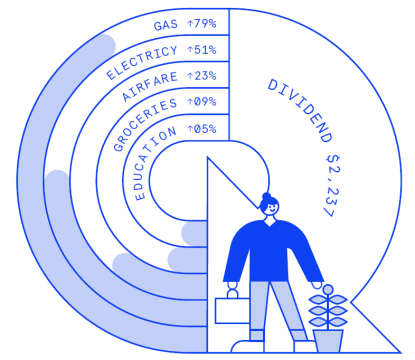 GAS ↑79%
ELECTRICY ↑51%
AIRFARE ↑23%
GROCERIES ↑09%
EDUCATION ↑05%
DIVIDEND $2,237